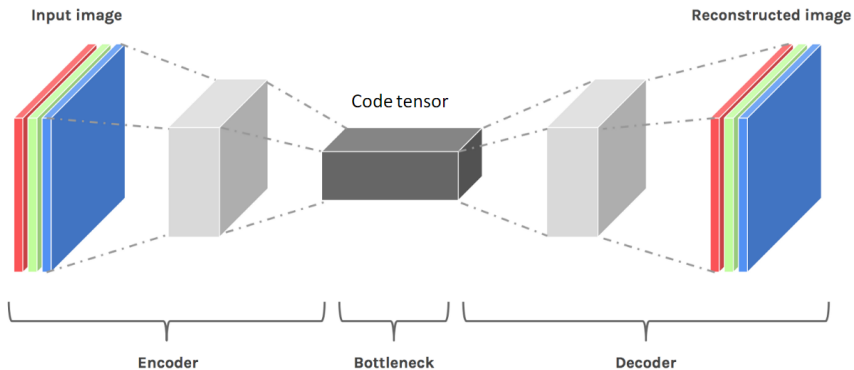 Input image
Reconstructed image
Code tensor
Encoder
Bottleneck
Decoder